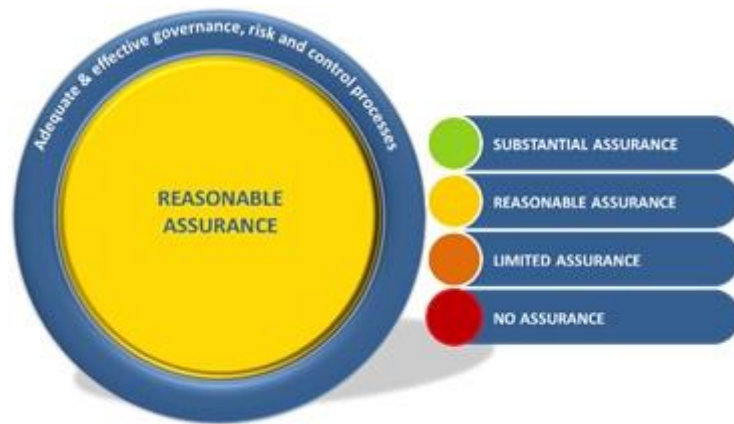 Adequate & effective governance, risk and control processes
REASONABLE
ASSURANCE
SUBSTANTIAL ASSURANCE
REASONABLE ASSURANCE
LIMITED ASSURANCE
NO ASSURANCE